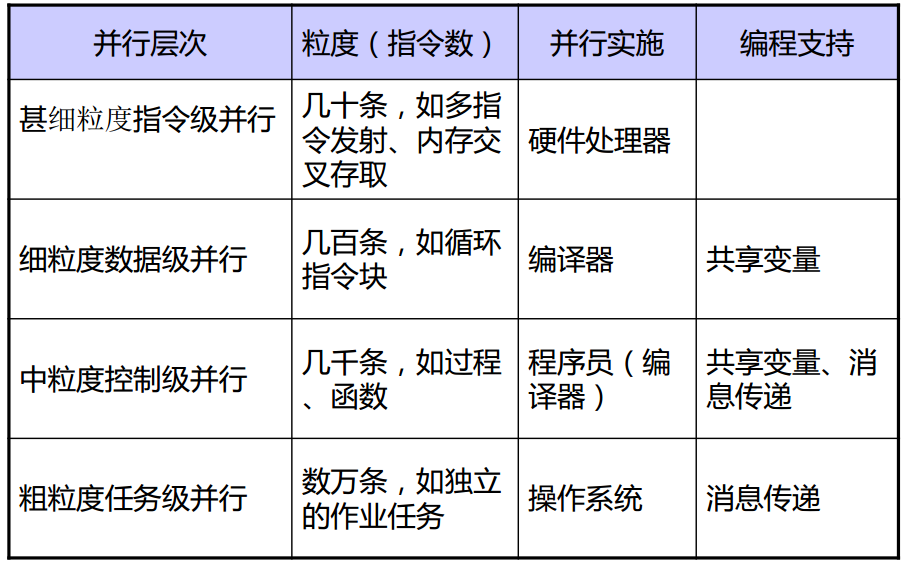 并行层次
粒度（指令数）
并行实施
编程支持
甚细粒度指令级并行
几十条，如多指
令发射、内存交
叉存取
硬件处理器
细粒度数据级并行
几百条，如循环
指令块
编译器
共享变量
中粒度控制级并行
几千条，如过程
、函数
程序员（编
译器）
共享变量、消
息传递
粗粒度任务级并行
数万条，如独立
的作业任务
操作系统
消息传递